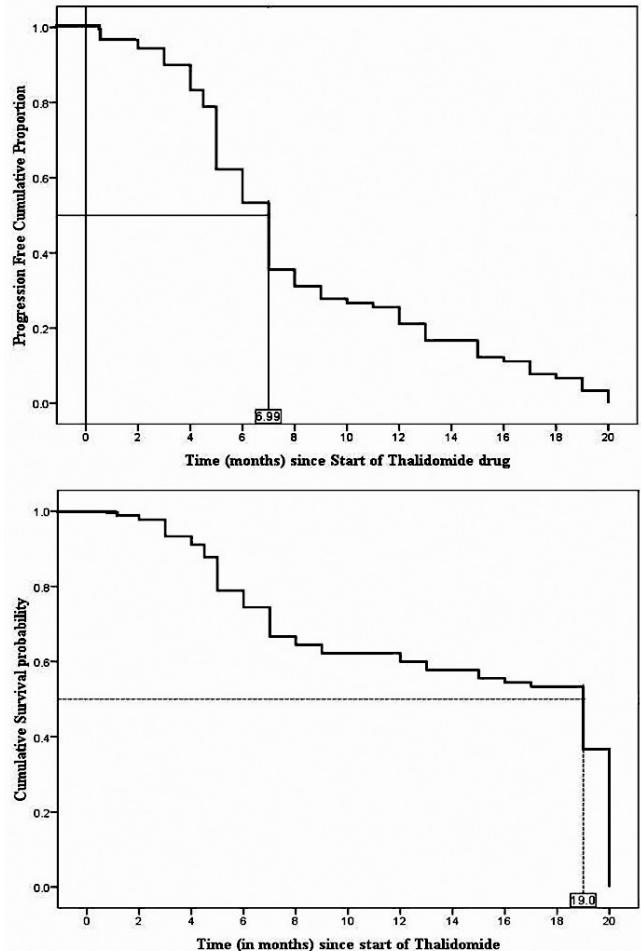 Progression Free Cumulative Proportion
1.0
0.8
0.6
0.4
0.2
0.0
6.99
0 2 4 6 8 10 12 14 16 18 20
Time (months) since Start of Thalidomide drug
Cumulative Survival probability
1.0
0.8
0.6
0.4
0.2
0.0
19.0
0 2 4 6 8 10 12 14 16 18 20
Time (in months) since start of Thalidomide